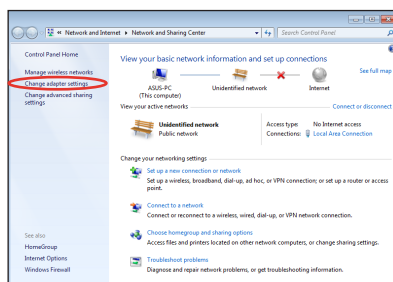 « Network and Internet ▸ Network and Sharing Center
Search Control Panel
Control Panel Home
Manage wireless networks
Change adapter settings
Change advanced sharing
settings
See also
HomeGroup
Internet Options
Windows Firewall
View your basic network information and set up connections
See full map
ASUS-PC
(This computer)
Unidentified network
Internet
View your active networks
Connect or disconnect
Unidentified network
Public network
Access type: No Internet access
Connections: Local Area Connection
Change your networking settings
Set up a new connection or network
Set up a wireless, broadband, dial-up, ad hoc, or VPN connection; or set up a router or access
point.
Connect to a network
Connect or reconnect to a wireless, wired, dial-up, or VPN network connection.
Choose homegroup and sharing options
Access files and printers located on other network computers, or change sharing settings.
Troubleshoot problems
Diagnose and repair network problems, or get troubleshooting information.